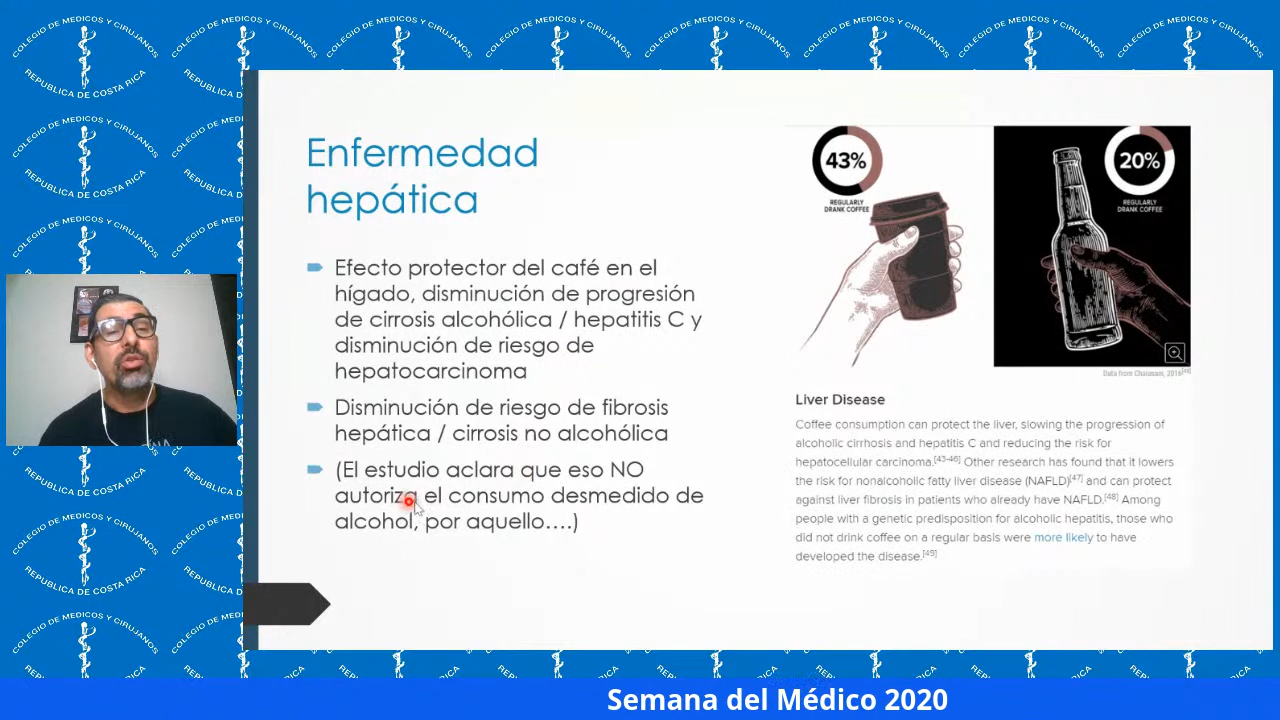 COLEGIO DE MEDICOS Y CIRUJANOS
REPUBLICA DE COSTA RICA
Enfermedad
hepática
Efecto protector del café en el
hígado, disminución de progresión
de cirrosis alcohólica / hepatitis C y
disminución de riesgo de
hepatocarcinoma
Disminución de riesgo de fibrosis
hepática / cirrosis no alcohólica
(El estudio aclara que eso NO
autoriza el consumo desmedido de
alcohol, por aquello….)
43%
REGULARLY
DRANK COFFEE
20%
REGULARLY
DRANK COFFEE
Data from Chalasani, 2016[49]
Liver Disease
Coffee consumption can protect the liver, slowing the progression of
alcoholic cirrhosis and hepatitis C and reducing the risk for
hepatocellular carcinoma.[43-46] Other research has found that it lowers
the risk for nonalcoholic fatty liver disease (NAFLD)[47] and can protect
against liver fibrosis in patients who already have NAFLD.[48] Among
people with a genetic predisposition for alcoholic hepatitis, those who
did not drink coffee on a regular basis were more likely to have
developed the disease.[49]
Semana del Médico 2020